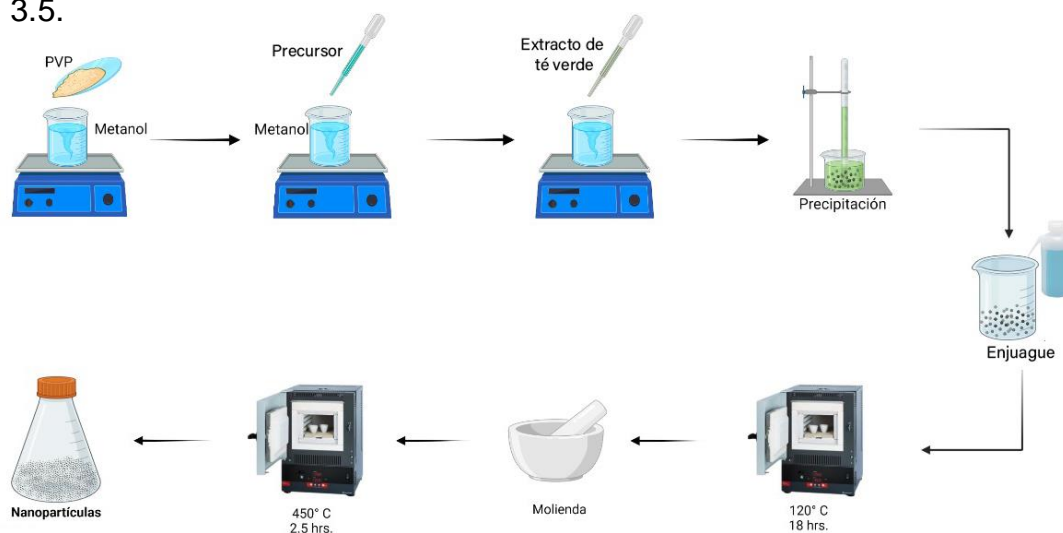 3.5.
PVP
Metanol
Precursor
Metanol
Extracto de
té verde
Precipitación
Enjuague
120° C
18 hrs.
Molienda
450° C
2.5 hrs.
Nanopartículas